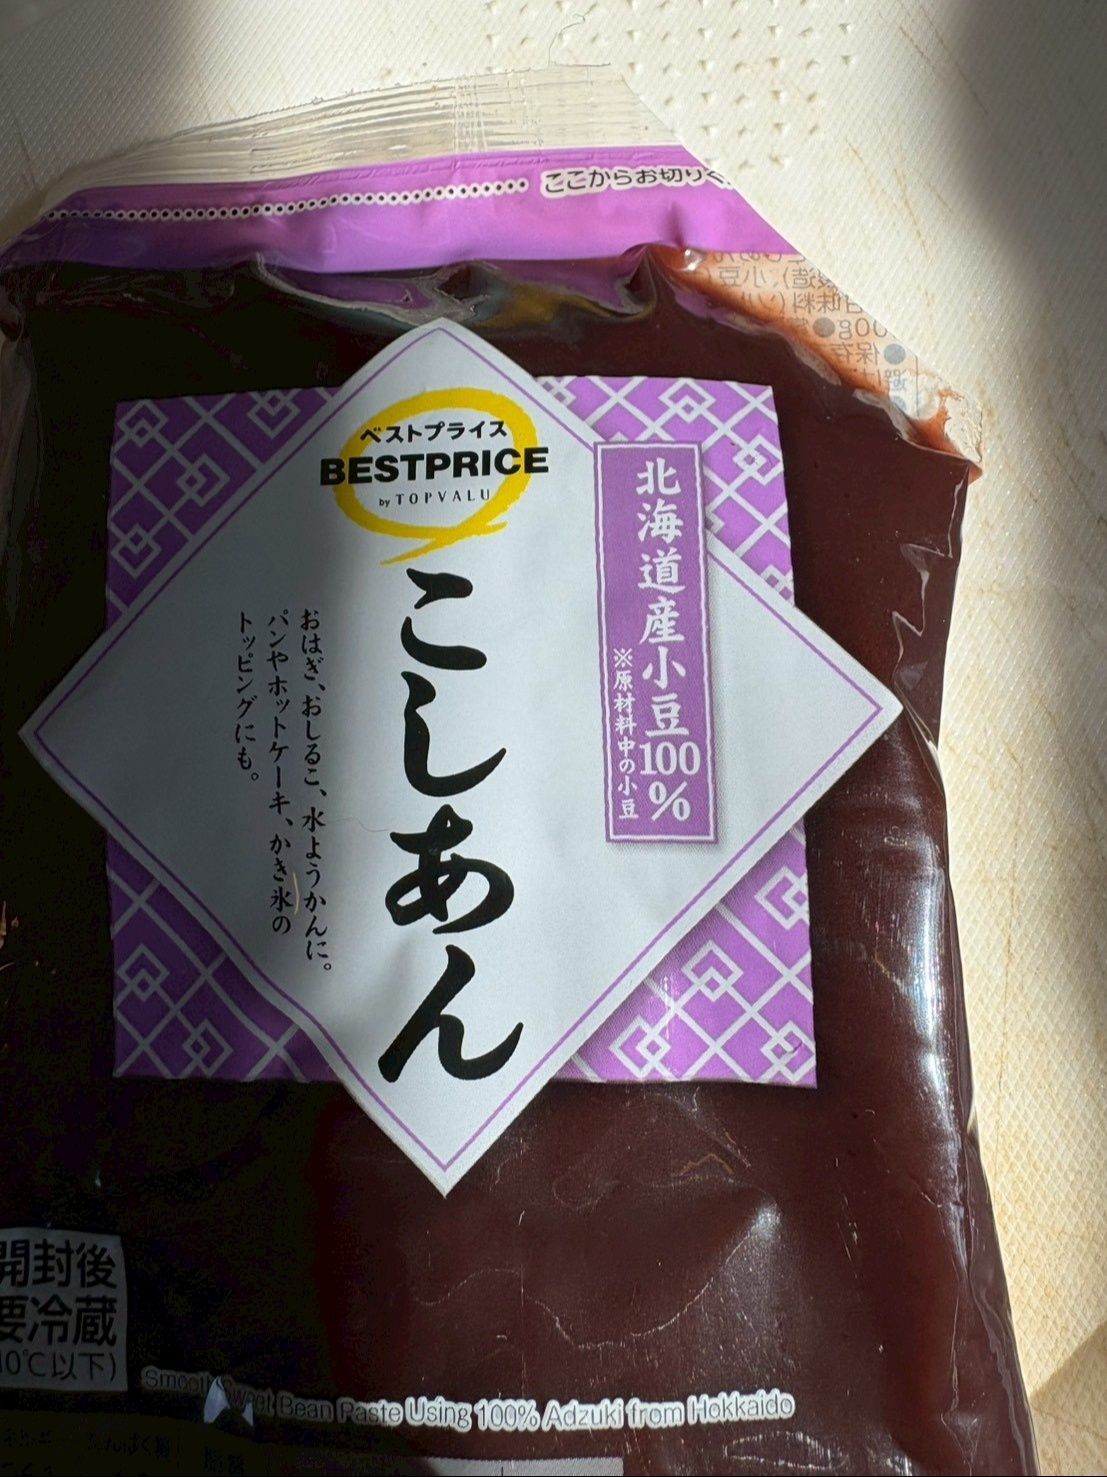 ここからお切り
ベストプライス
BESTPRICE
by TOPVALU
北海道産小豆100%
※原材料中の小豆
こしあん
おはぎ、おしるこ、水ようかんに。
パンやホットケーキ、かき氷の
トッピングにも。
開封後
要冷蔵
10℃以下)
Smooth Sweet Bean Paste Using 100% Adzuki from Hokkaido